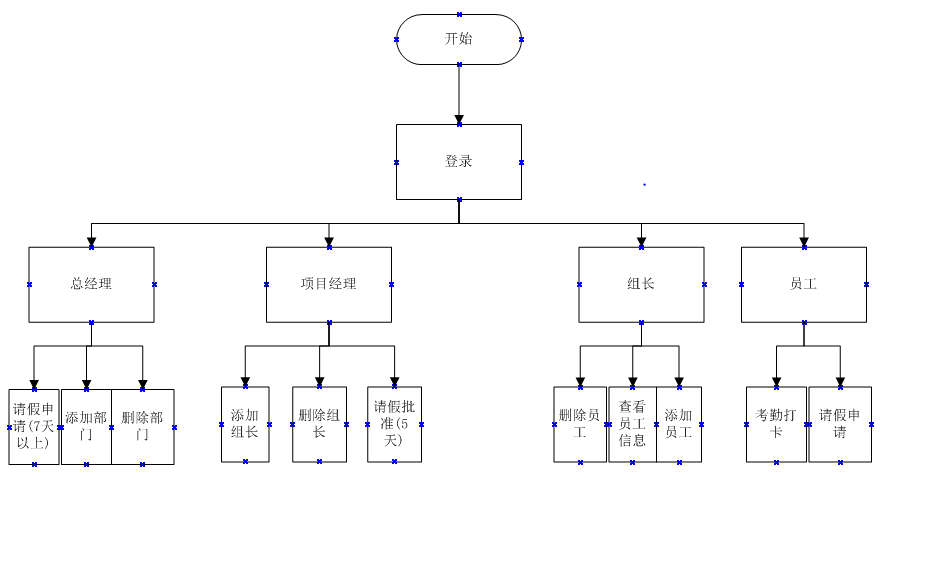 开始
登录
总经理
项目经理
组长
员工
请假申
请(7天
以上)
添加部
门
删除部
门
添加
组长
删除组
长
请假批
准(5
天)
删除员
工
查看
员工
信息
添加
员工
考勤打
卡
请假申
请